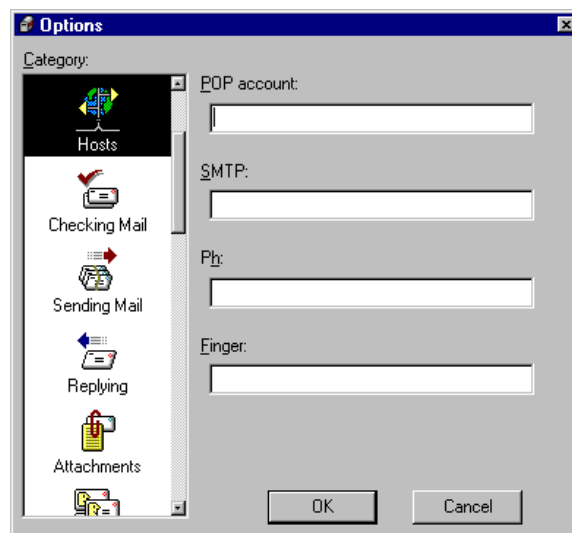 Options
Category:
Hosts
Checking Mail
Sending Mail
Replying
Attachments
POP account:
SMTP:
Ph:
Finger:
OK
Cancel